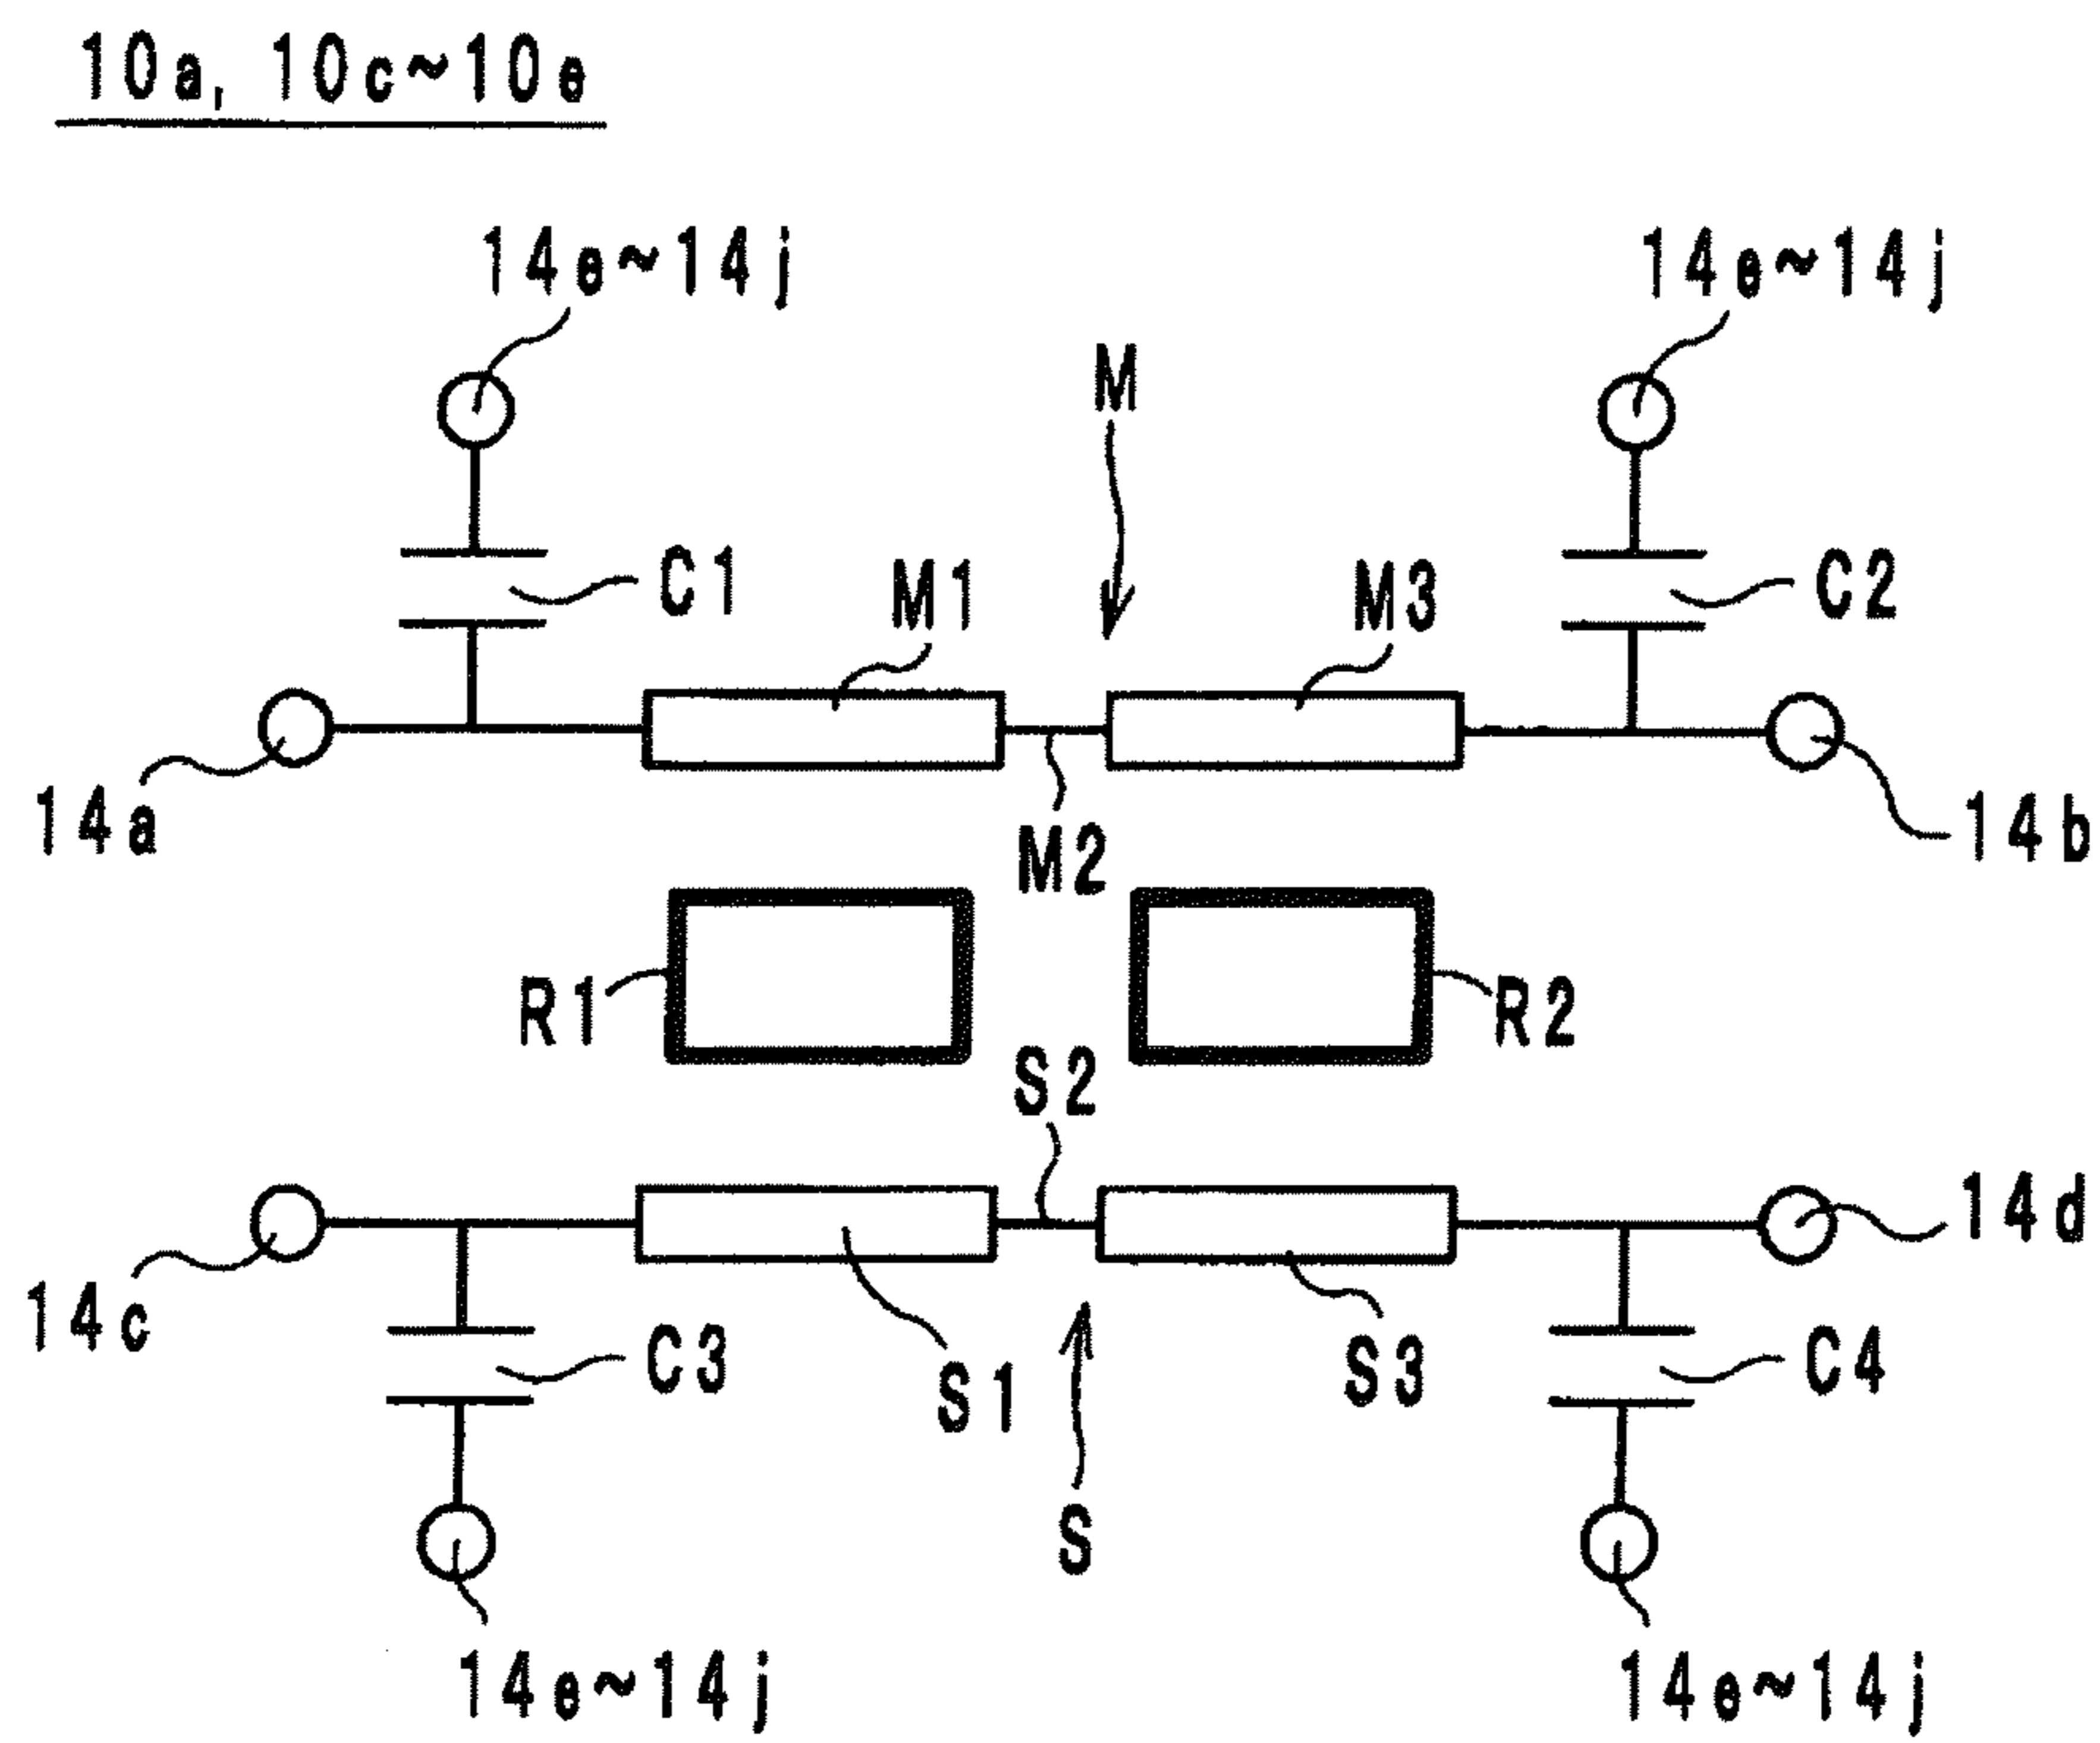 10a, 10c~10e
14e~14j 14e~14j
M
C1 M1 M3 C2
14a M2 14b
R1 R2
S2
14c 14d
C3 S1 S3 C4
S
14e~14j 14e~14j